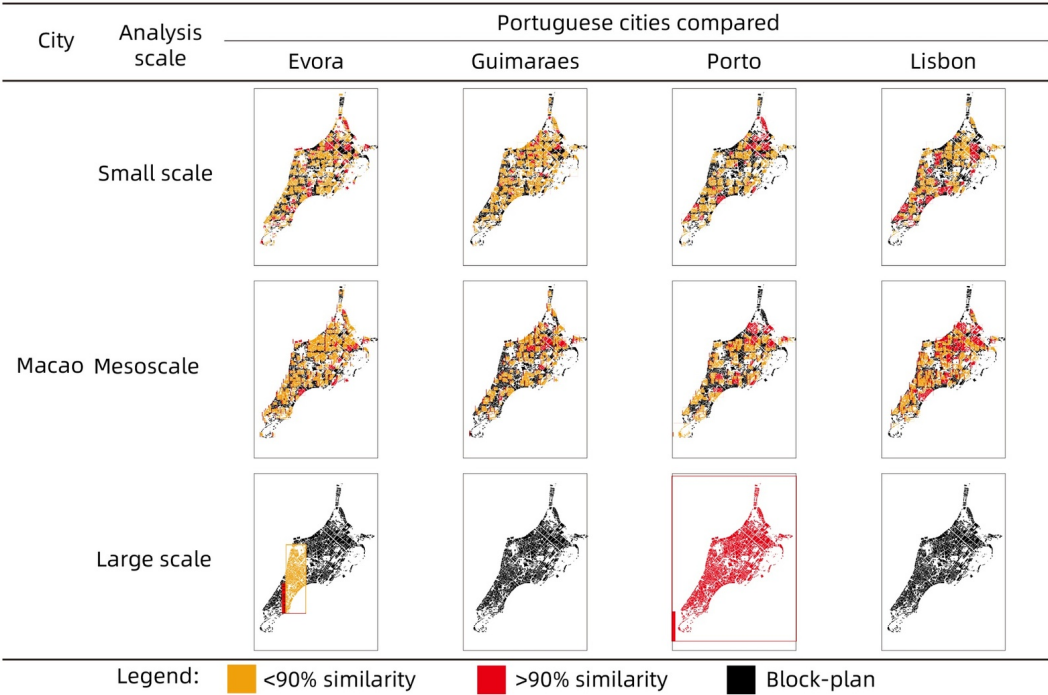 City
Analysis scale
Portuguese cities compared
Evora Guimaraes Porto Lisbon
Small scale
Macao Mesoscale
Large scale
Legend: <90% similarity >90% similarity Block-plan